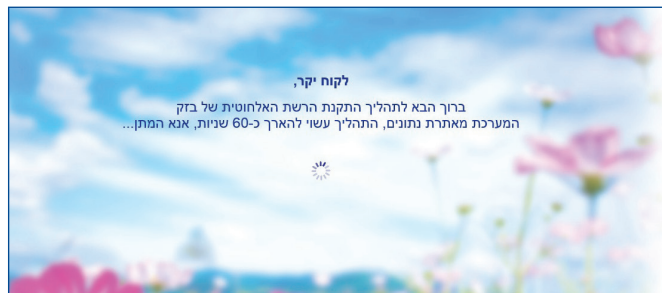 לקוח יקר,
ברוך הבא לתהליך התקנת הרשת האלחוטית של בזק
המערכת מאתרת נתונים, התהליך עשוי להארך כ-60 שניות, אנא המתן...